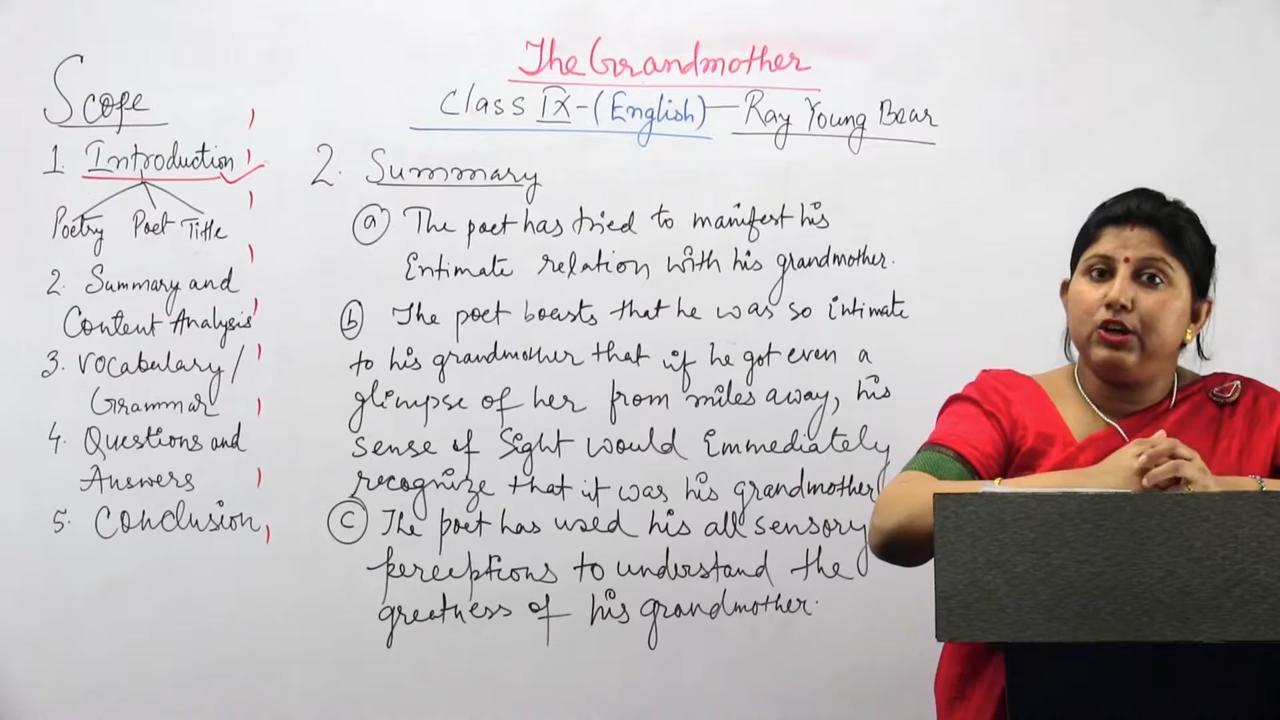 The Grandmother
Class IX-(English)—Ray Young Bear
Scope
1. Introduction
Poetry Poet Title
2. Summary and
Content Analysis
3. Vocabulary/
Grammar
4. Questions and
Answers
5. Conclusion
2. Summary
(a) The poet has tried to manifest his
Entimate relation with his grandmother.
(b) The poet boasts that he was so intimate
to his grandmother that if he got even a
glimpse of her from miles away, his
sense of Sight would Emmediately
recognize that it was his grandmother
(c) The poet has used his all sensory
perceptions to understand the
greatness of his grandmother.